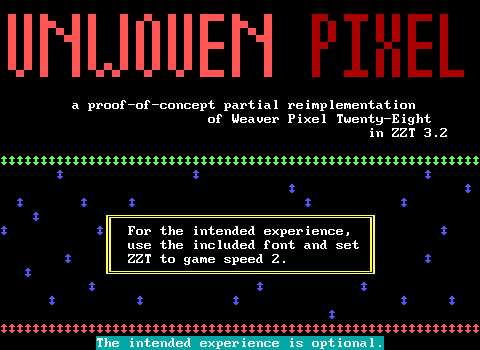 UNWOVEN PIXEL
a proof-of-concept partial reimplementation
of Weaver Pixel Twenty-Eight
in ZZT 3.2
For the intended experience,
use the included font and set
ZZT to game speed 2.
The intended experience is optional.